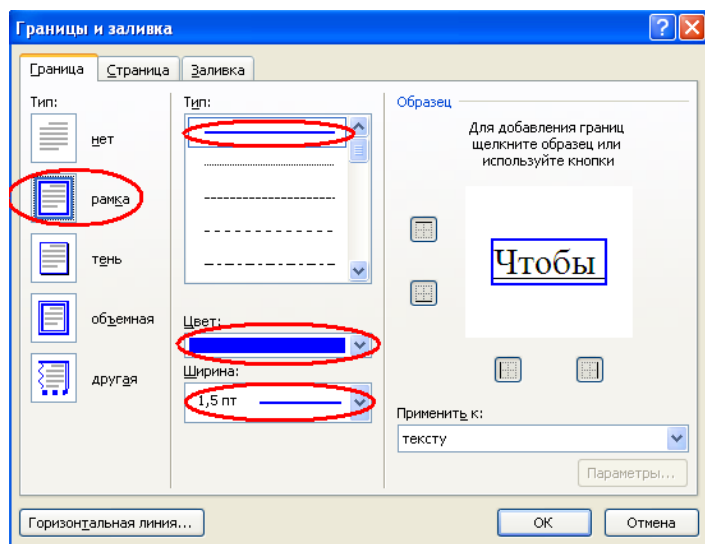 Границы и заливка
Граница
Страница
Заливка
Тип:
нет
рамка
тень
объемная
другая
Тип:
Цвет:
Ширина:
1,5 пт
Образец
Для добавления границ
щелкните образец или
используйте кнопки
Чтобы
Применить к:
тексту
Параметры...
Горизонтальная линия...
ОК
Отмена